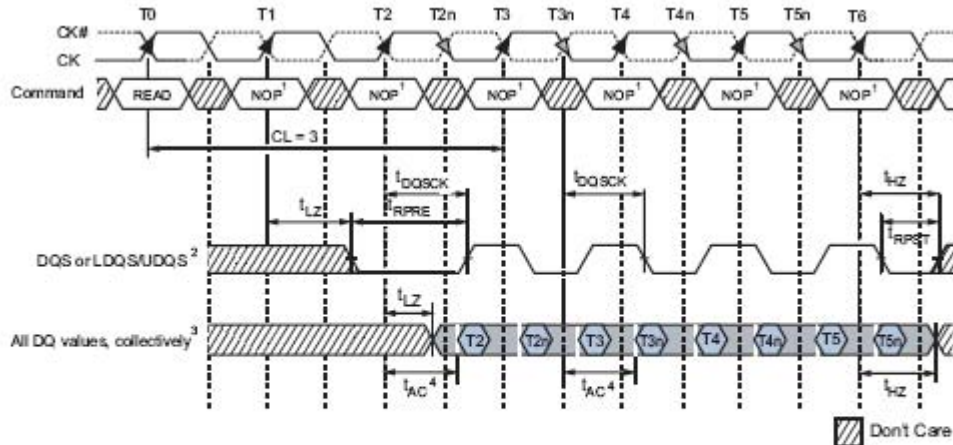 T0 T1 T2 T2n T3 T3n T4 T4n T5 T5n T6
CK#
CK
Command READ NOP¹ NOP¹ NOP¹ NOP¹ NOP¹ NOP¹
CL = 3
tDQSCK tDQSCK tHZ
tLZ tRPRE tRPST
DQS or LDQS/UDQS²
tLZ
All DQ values, collectively³ T2 T2n T3 T3n T4 T4n T5 T5n
tAC⁴ tAC⁴ tHZ
Don't Care